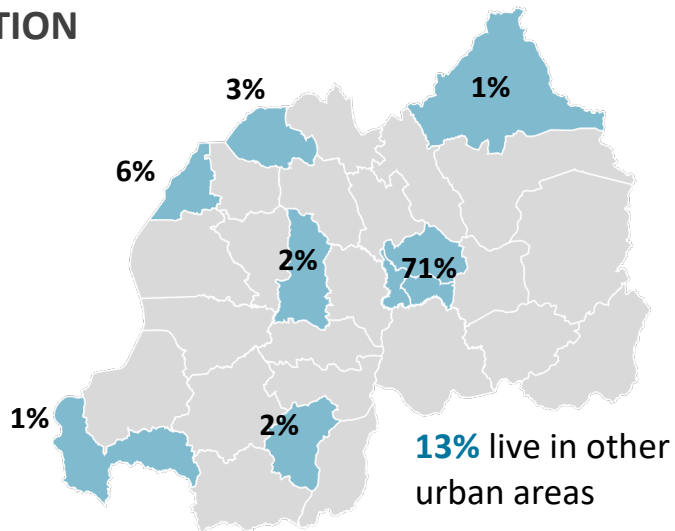 TION
3%
1%
6%
2%
71%
1%
2%
13% live in other
urban areas